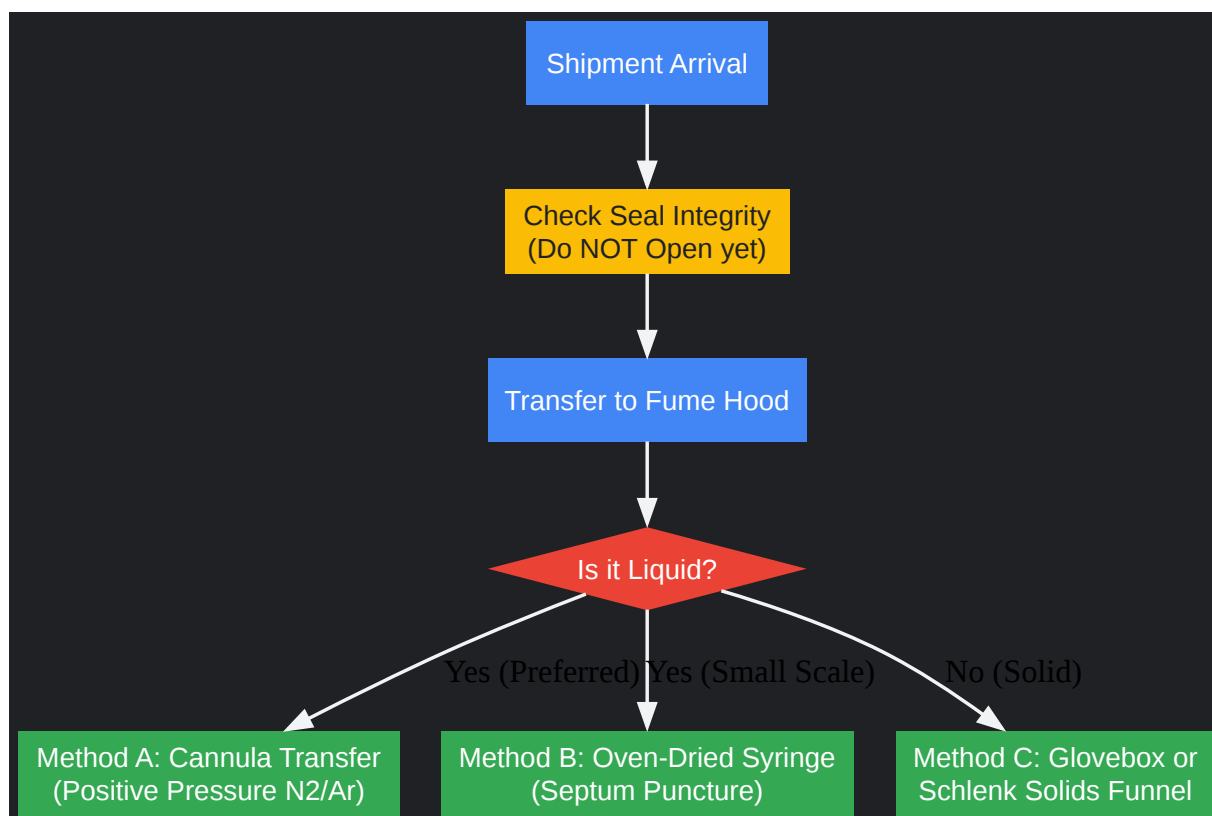 Shipment Arrival
Check Seal Integrity
(Do NOT Open yet)
Transfer to Fume Hood
Is it Liquid?
Yes (Preferred)
Yes (Small Scale)
No (Solid)
Method A: Cannula Transfer
(Positive Pressure N2/Ar)
Method B: Oven-Dried Syringe
(Septum Puncture)
Method C: Glovebox or
Schlenk Solids Funnel